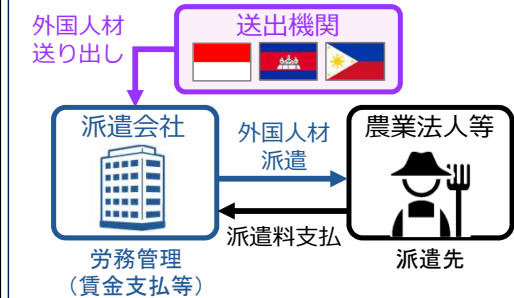 外国人材
送り出し
送出機関
派遣会社
外国人材
派遣
農業法人等
派遣料支払
労務管理
（賃金支払等）
派遣先